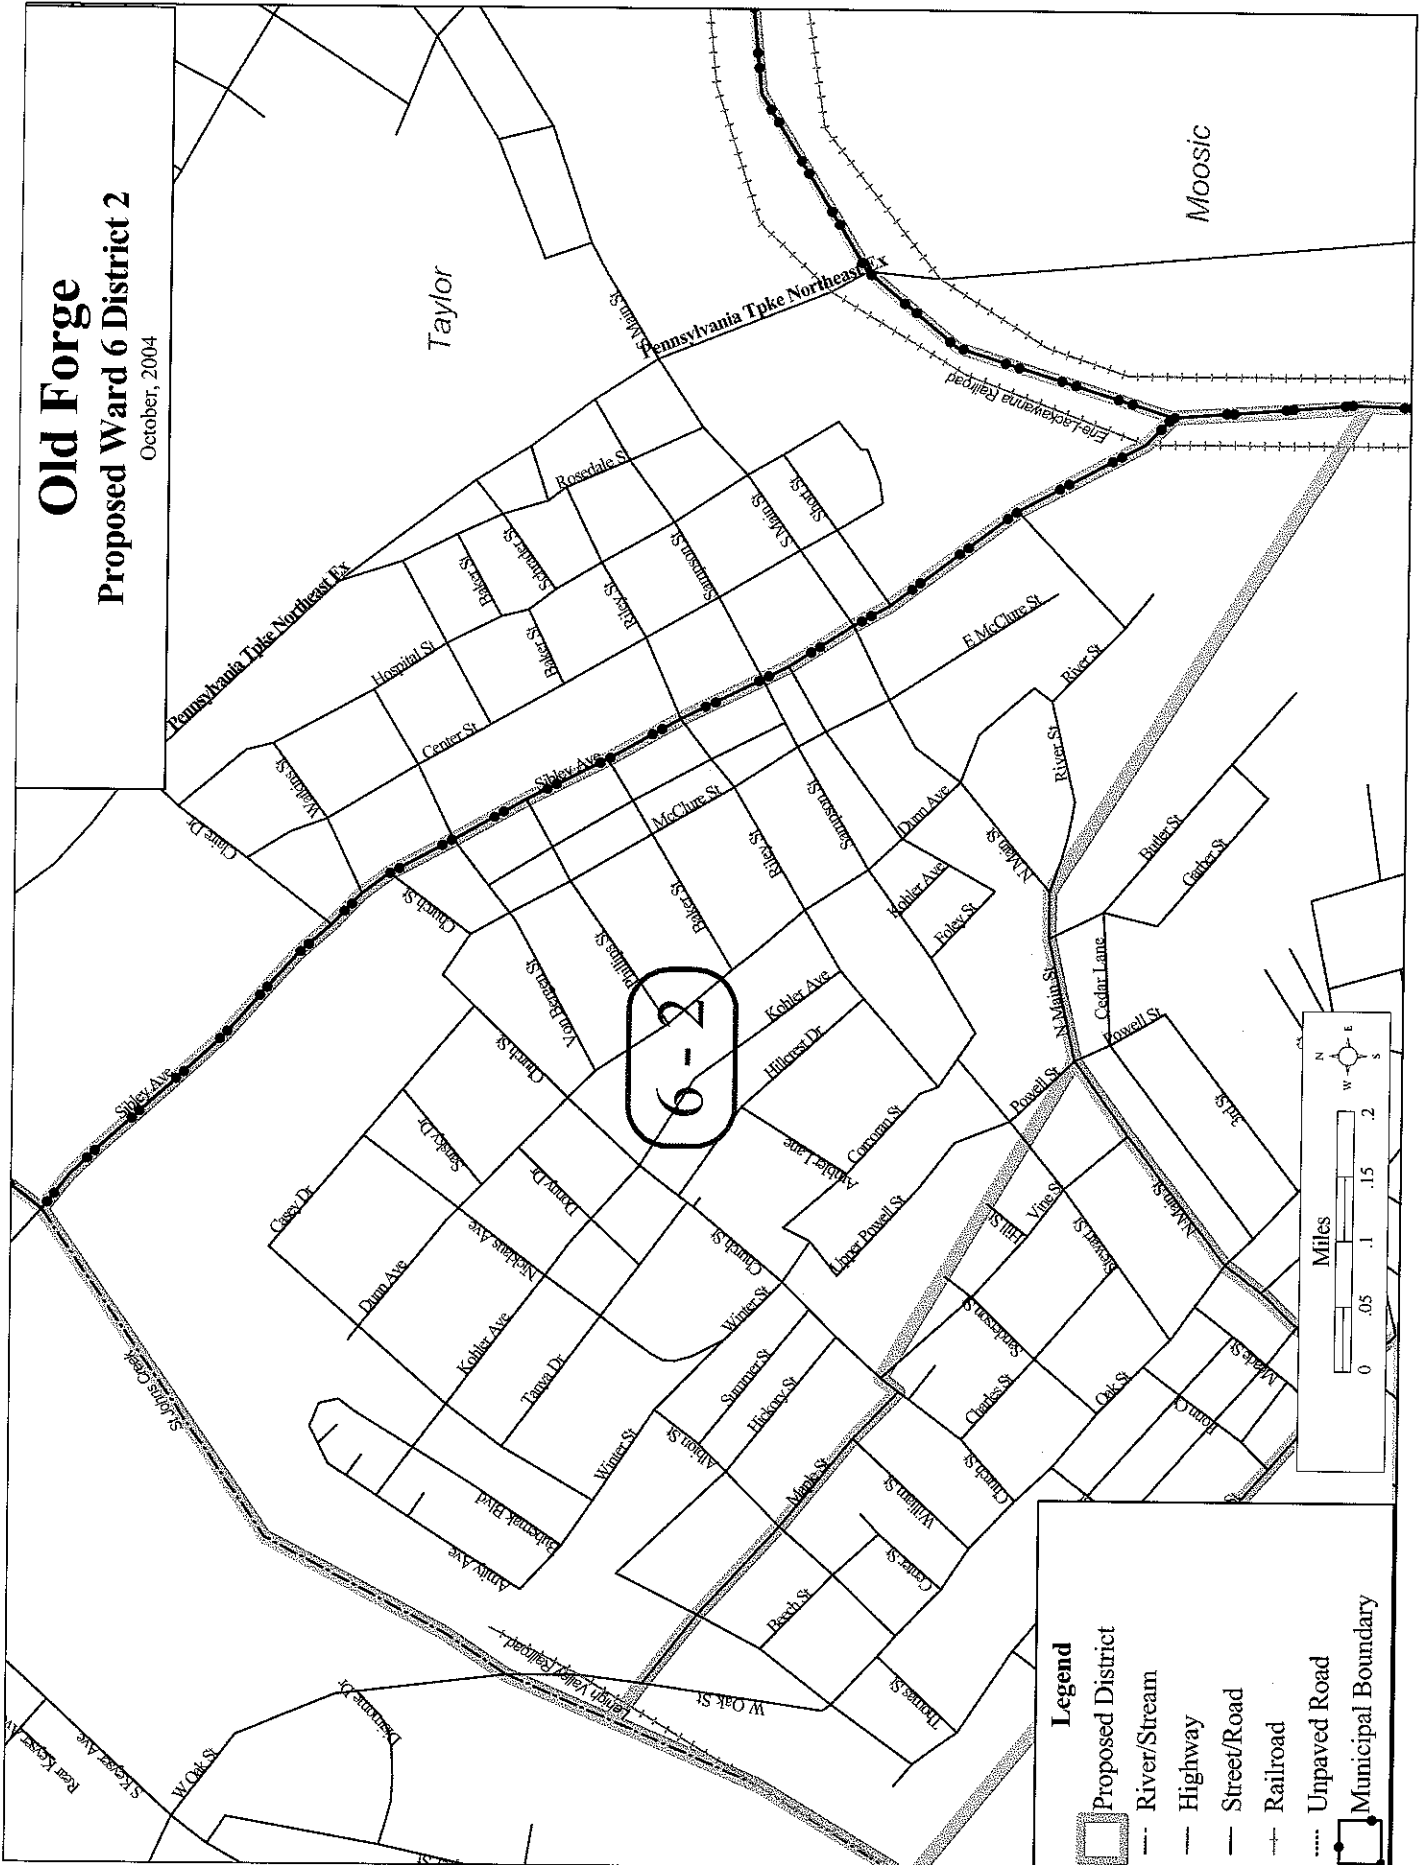 Old Forge
Proposed Ward 6 District 2
October, 2004
Taylor
Moosic
Pennsylvania Tpke Northeast Ex
Pennsylvania Tpke Northeast Ex
S Main St
Erie-Lackawanna Railroad
Rosedale St
Schrader St
Baker St
Baker St
Riley St
Sampson St
S Main St
Short St
Hospital St
Center St
Watkins St
Claire Dr
Sibley Ave
Sibley Ave
E McClure St
River St
River St
McClure St
Church St
Von Bergen St
Phillips St
Baker St
Riley St
Sampson St
Dunn Ave
N Main St
Kohler Ave
Foley St
Butler St
Garber St
Cedar Lane
N Main St
Powell St
Powell St
3rd St
6 - 2
Kohler Ave
Hillcrest Dr
Church St
Sansky Dr
Donny Dr
Casey Dr
Nicklaus Ave
Dunn Ave
Kohler Ave
Tanya Dr
Ambler Lane
Corcoran St
Upper Powell St
Church St
Winter St
Hill St
Vine S
Stewart St
N Main St
Summer St
Hickory St
Albion St
Winter St
Sanderson S
Charles St
Oak St
Meade St
Maple St
William St
Church St
Center St
Beech St
Thomas St
W Oak St
St Johns Creek
Amity Ave
Lehigh Valley Railroad
Diamone Dr
W Oak St
S Keyser Ave
Rear Keyser Av
Miles
0 .05 .1 .15 .2
N
W E
S
Legend
Proposed District
River/Stream
Highway
Street/Road
Railroad
Unpaved Road
Municipal Boundary